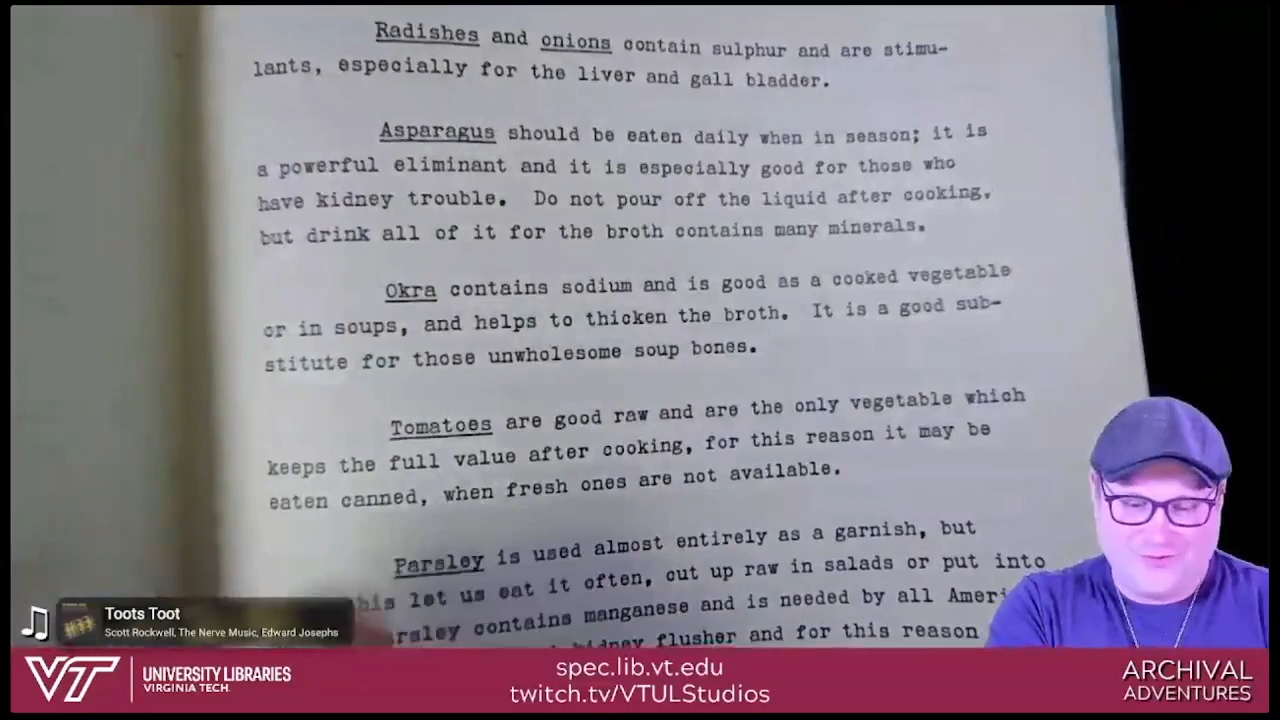 Radishes and onions contain sulphur and are stimu-
lants, especially for the liver and gall bladder.
Asparagus should be eaten daily when in season; it is
a powerful eliminant and it is especially good for those who
have kidney trouble. Do not pour off the liquid after cooking,
but drink all of it for the broth contains many minerals.
Okra contains sodium and is good as a cooked vegetable
or in soups, and helps to thicken the broth. It is a good sub-
stitute for those unwholesome soup bones.
Tomatoes are good raw and are the only vegetable which
keeps the full value after cooking, for this reason it may be
eaten canned, when fresh ones are not available.
Parsley is used almost entirely as a garnish, but
let us eat it often, cut up raw in salads or put into
contains manganese and is needed by all
kidney flusher and for this reason
Toots Toot
Scott Rockwell, The Nerve Music, Edward Josephs
VT
UNIVERSITY LIBRARIES
VIRGINIA TECH
spec.lib.vt.edu
twitch.tv/VTULStudios
ARCHIVAL
ADVENTURES